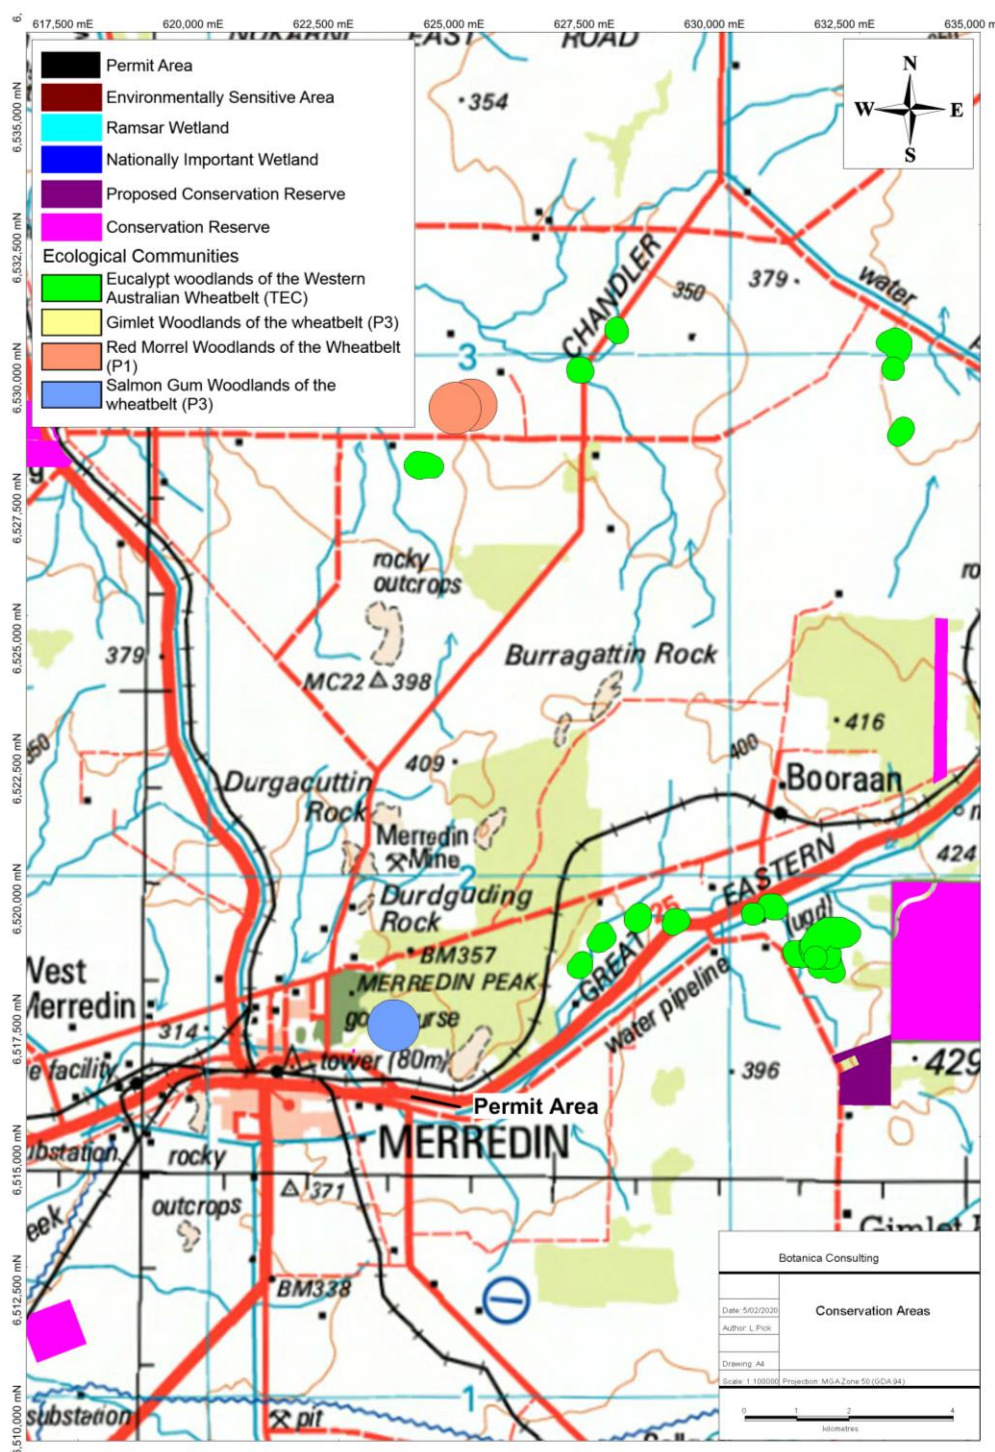 617,500 mE 620,000 mE 622,500 mE 625,000 mE 627,500 mE 630,000 mE 632,500 mE
6,535,000 mN
6,532,500 mN
6,530,000 mN
6,527,500 mN
6,525,000 mN
6,522,500 mN
6,520,000 mN
6,517,500 mN
6,515,000 mN
6,512,500 mN
6,510,000 mN
EAST ROAD
Permit Area
Environmentally Sensitive Area
Ramsar Wetland
Nationally Important Wetland
Proposed Conservation Reserve
Conservation Reserve
Ecological Communities
Eucalypt woodlands of the Western
Australian Wheatbelt (TEC)
Gimlet Woodlands of the wheatbelt (P3)
Red Morrel Woodlands of the Wheatbelt
(P1)
Salmon Gum Woodlands of the
wheatbelt (P3)
N
W E
S
354
CHANDLER
350
379
water
3
rocky
outcrops
379
MC22 398
Burragattin Rock
416
409
400
Durgacuttin
Rock
Booraan
Merredin
Mine
2
424
Durdguding
Rock
EASTERN
(ugd)
GREAT
BM357
MERREDIN PEAK
West
Merredin
314
water pipeline
tower (80m)
396
429
e facility
Permit Area
MERREDIN
ubstation
rocky
outcrops
371
eek
BM338
1
substation
pit
Botanica Consulting
Date: 5/02/2020
Author: L Pick
Conservation Areas
Drawing: A4
Scale: 1:100000 Projection: MGA Zone 50 (GDA 94)
0 1 2 4
kilometres